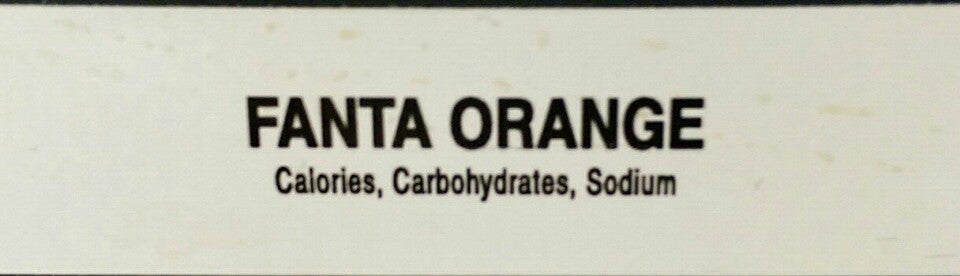 FANTA ORANGE
Calories, Carbohydrates, Sodium